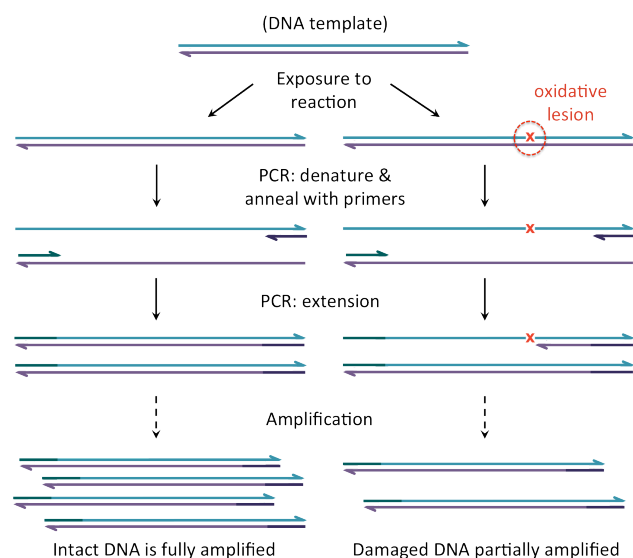 (DNA template)
Exposure to
reaction
oxidative
lesion
x
PCR: denature &
anneal with primers
x
PCR: extension
x
Amplification
Intact DNA is fully amplified
Damaged DNA partially amplified